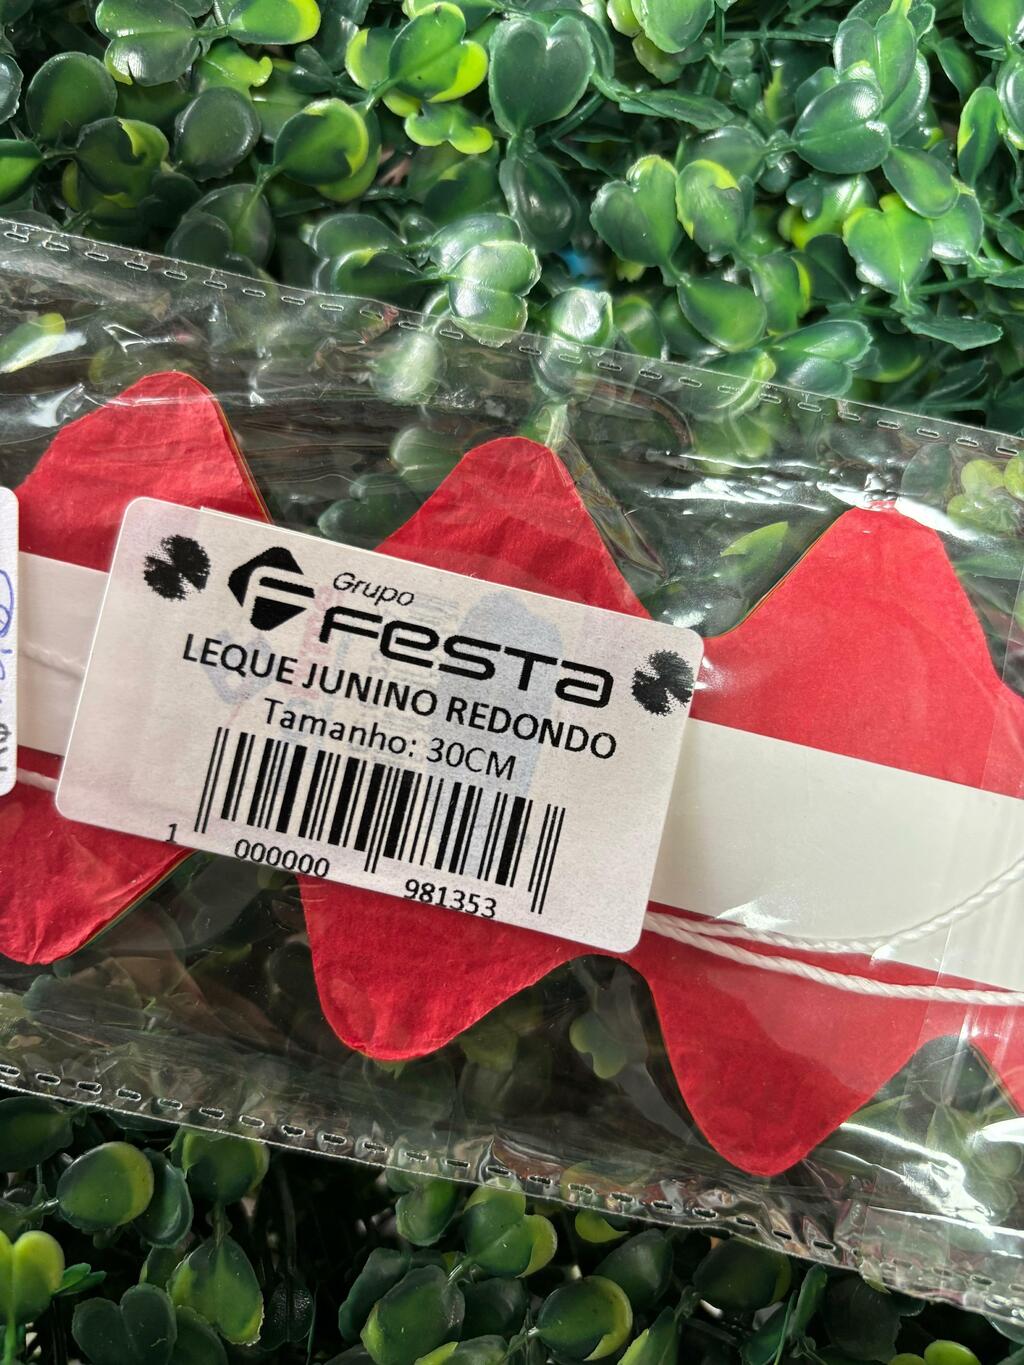 Grupo
Festa
LEQUE JUNINO REDONDO
Tamanho: 30CM
1 000000 981353